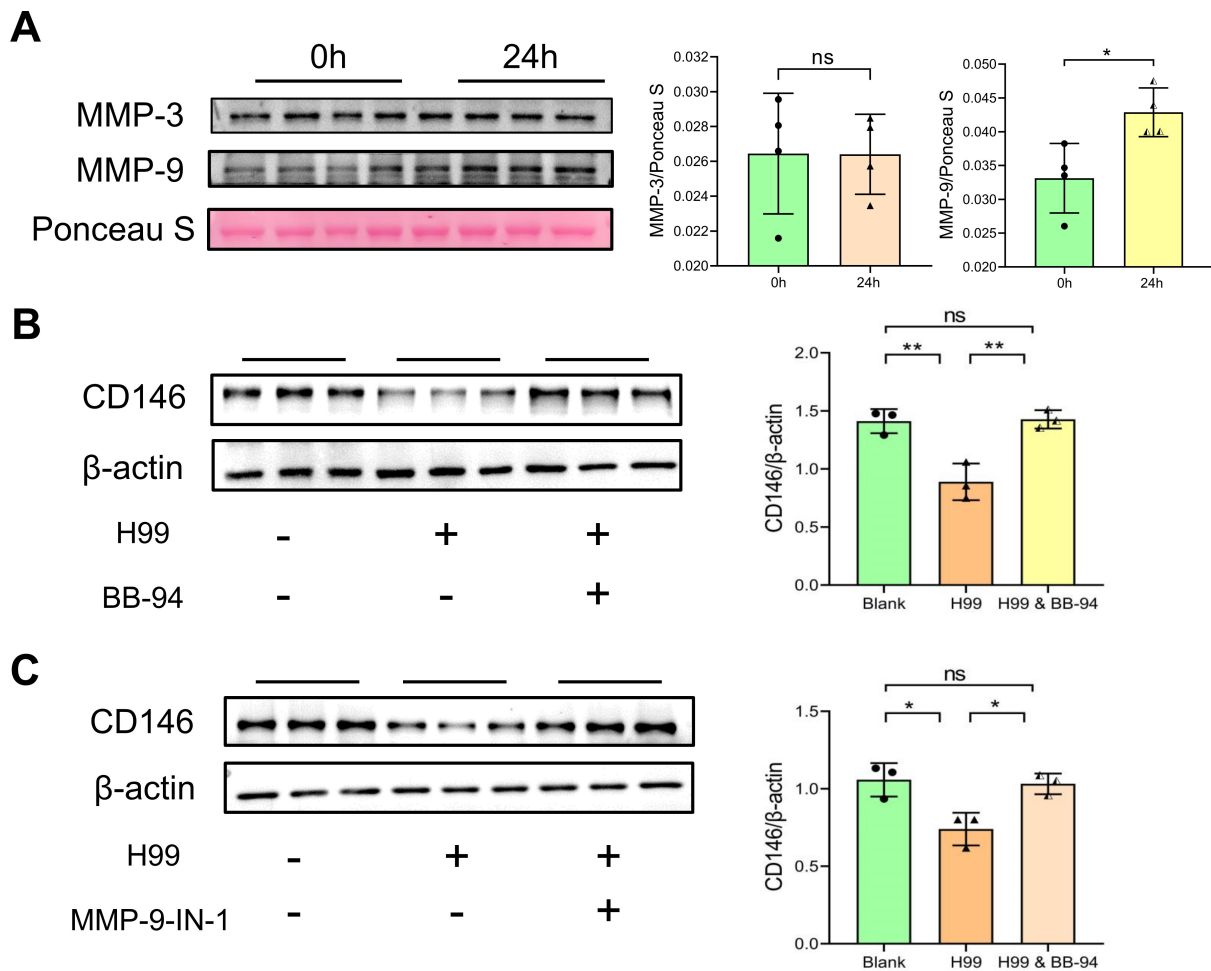 A
0h 24h
MMP-3
MMP-9
Ponceau S
MMP-3/Ponceau S
0.032
0.030
0.028
0.026
0.024
0.022
0.020
ns
0h 24h
MMP-9/Ponceau S
0.050
0.045
0.040
0.035
0.030
0.025
0.020
*
0h 24h
B
CD146
β-actin
H99 - + +
BB-94 - - +
CD146/β-actin
2.0
1.5
1.0
0.5
0.0
ns
** **
Blank H99 H99 & BB-94
C
CD146
β-actin
H99 - + +
MMP-9-IN-1 - - +
CD146/β-actin
1.5
1.0
0.5
0.0
ns
* *
Blank H99 H99 & BB-94